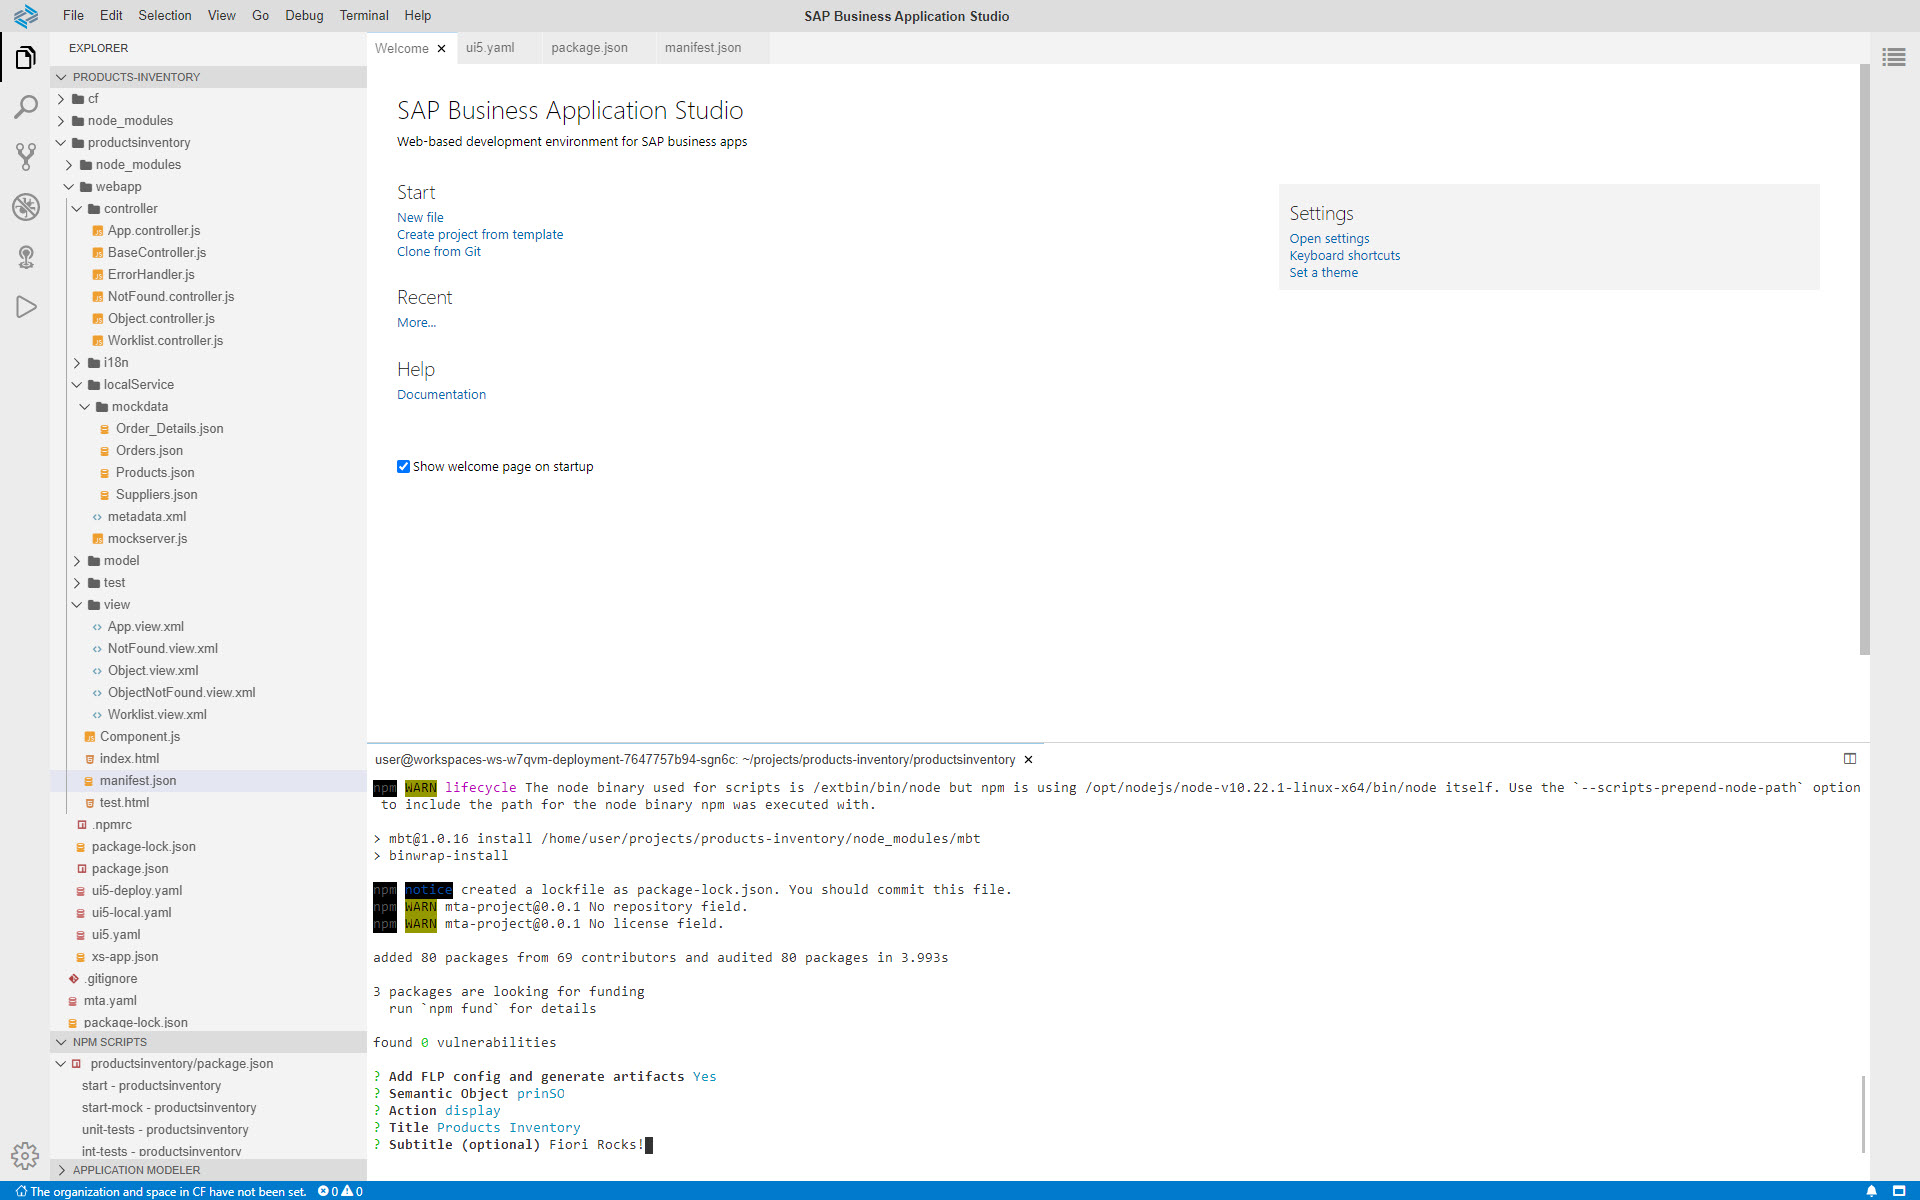 File Edit Selection View Go Debug Terminal Help
SAP Business Application Studio
EXPLORER
PRODUCTS-INVENTORY
cf
node_modules
productsinventory
node_modules
webapp
controller
App.controller.js
BaseController.js
ErrorHandler.js
NotFound.controller.js
Object.controller.js
Worklist.controller.js
i18n
localService
mockdata
Order_Details.json
Orders.json
Products.json
Suppliers.json
metadata.xml
mockserver.js
model
test
view
App.view.xml
NotFound.view.xml
Object.view.xml
ObjectNotFound.view.xml
Worklist.view.xml
Component.js
index.html
manifest.json
test.html
.npmrc
package-lock.json
package.json
ui5-deploy.yaml
ui5-local.yaml
ui5.yaml
xs-app.json
.gitignore
mta.yaml
package-lock.json
NPM SCRIPTS
productsinventory/package.json
start - productsinventory
start-mock - productsinventory
unit-tests - productsinventory
int-tests - productsinventory
APPLICATION MODELER
Welcome ui5.yaml package.json manifest.json
SAP Business Application Studio
Web-based development environment for SAP business apps
Start
New file
Create project from template
Clone from Git
Recent
More...
Help
Documentation
Show welcome page on startup
Settings
Open settings
Keyboard shortcuts
Set a theme
user@workspaces-ws-w7qvm-deployment-7647757b94-sgn6c: ~/projects/products-inventory/productsinventory
npm WARN lifecycle The node binary used for scripts is /extbin/bin/node but npm is using /opt/nodejs/node-v10.22.1-linux-x64/bin/node itself. Use the `--scripts-prepend-node-path` option
to include the path for the node binary npm was executed with.
> mbt@1.0.16 install /home/user/projects/products-inventory/node_modules/mbt
> binwrap-install
npm notice created a lockfile as package-lock.json. You should commit this file.
npm WARN mta-project@0.0.1 No repository field.
npm WARN mta-project@0.0.1 No license field.
added 80 packages from 69 contributors and audited 80 packages in 3.993s
3 packages are looking for funding
run `npm fund` for details
found 0 vulnerabilities
? Add FLP config and generate artifacts Yes
? Semantic Object prinSO
? Action display
? Title Products Inventory
? Subtitle (optional) Fiori Rocks!
The organization and space in CF have not been set. 0 0